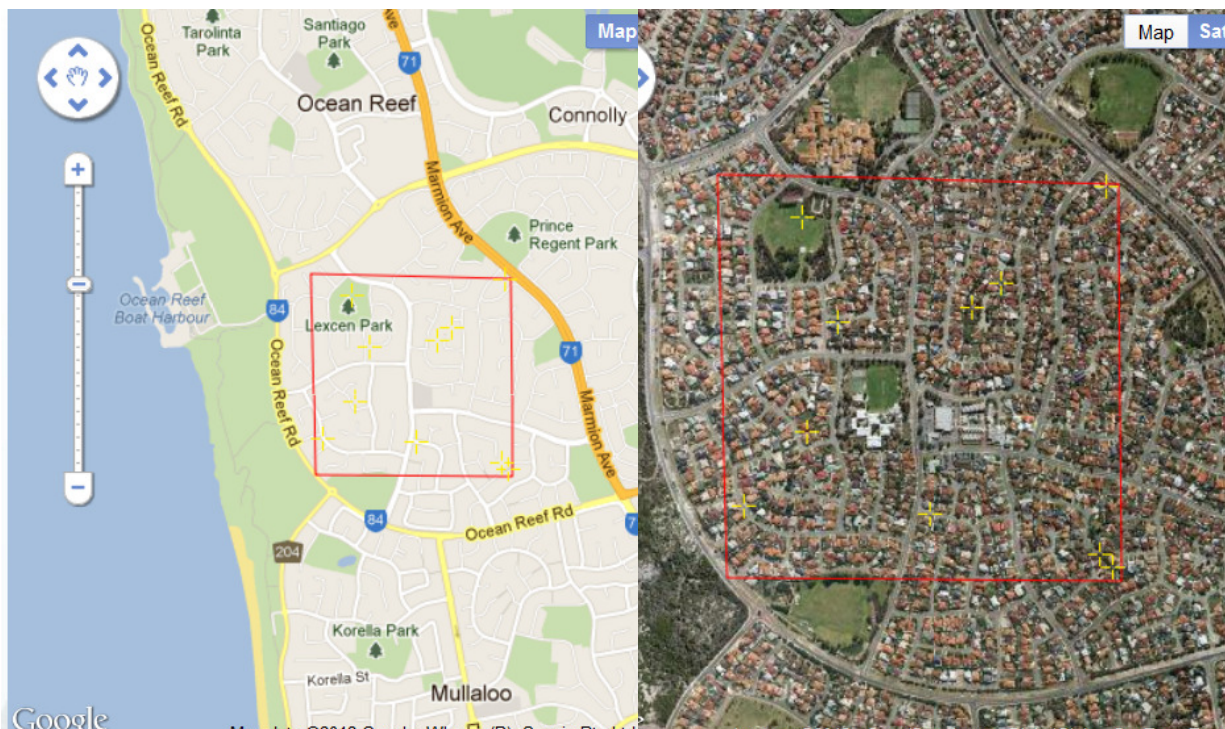 Tarolinta
Park
Santiago
Park
Ave
71
Map
Map
Sat
Ocean Reef Rd
Ocean Reef
Connolly
Marmion Ave
Prince
Regent Park
Ocean Reef
Boat Harbour
84
Lexcen Park
71
Ocean Reef Rd
Marmion Ave
84
Ocean Reef Rd
7
204
Korella Park
Korella St
Mullaloo
Google